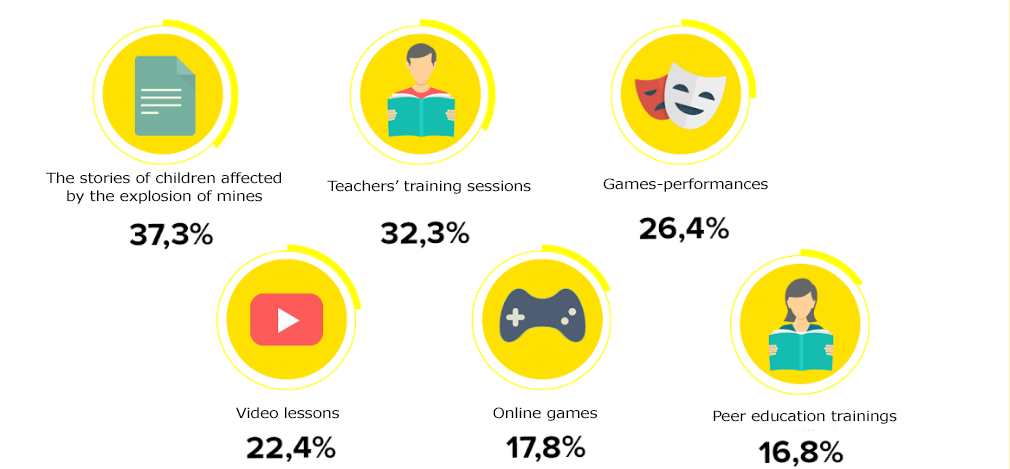 The stories of children affected
by the explosion of mines
37,3%
Teachers’ training sessions
32,3%
Games-performances
26,4%
Video lessons
22,4%
Online games
17,8%
Peer education trainings
16,8%